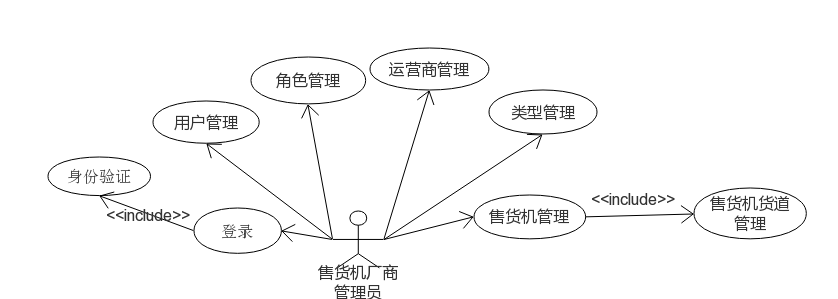 运营商管理
角色管理
类型管理
用户管理
身份验证
<<include>>
售货机货道
管理
<<include>>
售货机管理
登录
售货机厂商
管理员